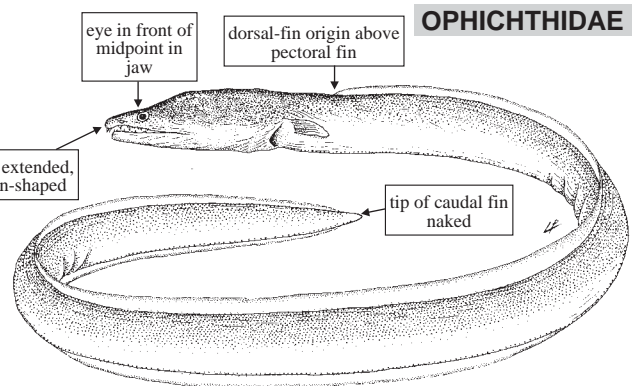 OPHICHTHIDAE
eye in front of
midpoint in
jaw
dorsal-fin origin above
pectoral fin
extended,
n-shaped
tip of caudal fin
naked